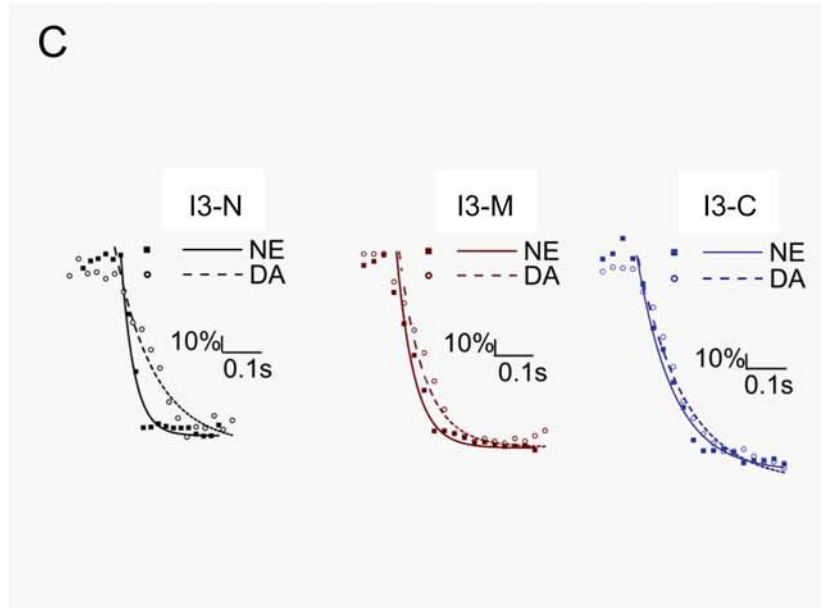 C
I3-N
NE
DA
10%
0.1s
I3-M
NE
DA
10%
0.1s
I3-C
NE
DA
10%
0.1s